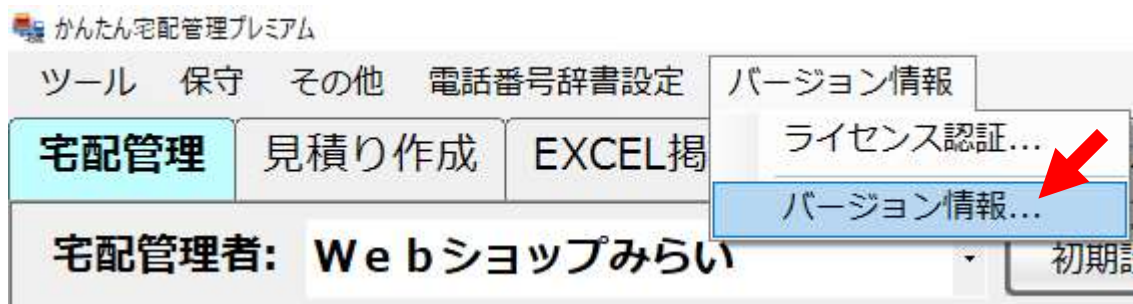 かんたん宅配管理プレミアム
ツール 保守 その他 電話番号辞書設定 バージョン情報
宅配管理 見積り作成 EXCEL掲 ライセンス認証...
バージョン情報...
宅配管理者: Webショップみらい 初期